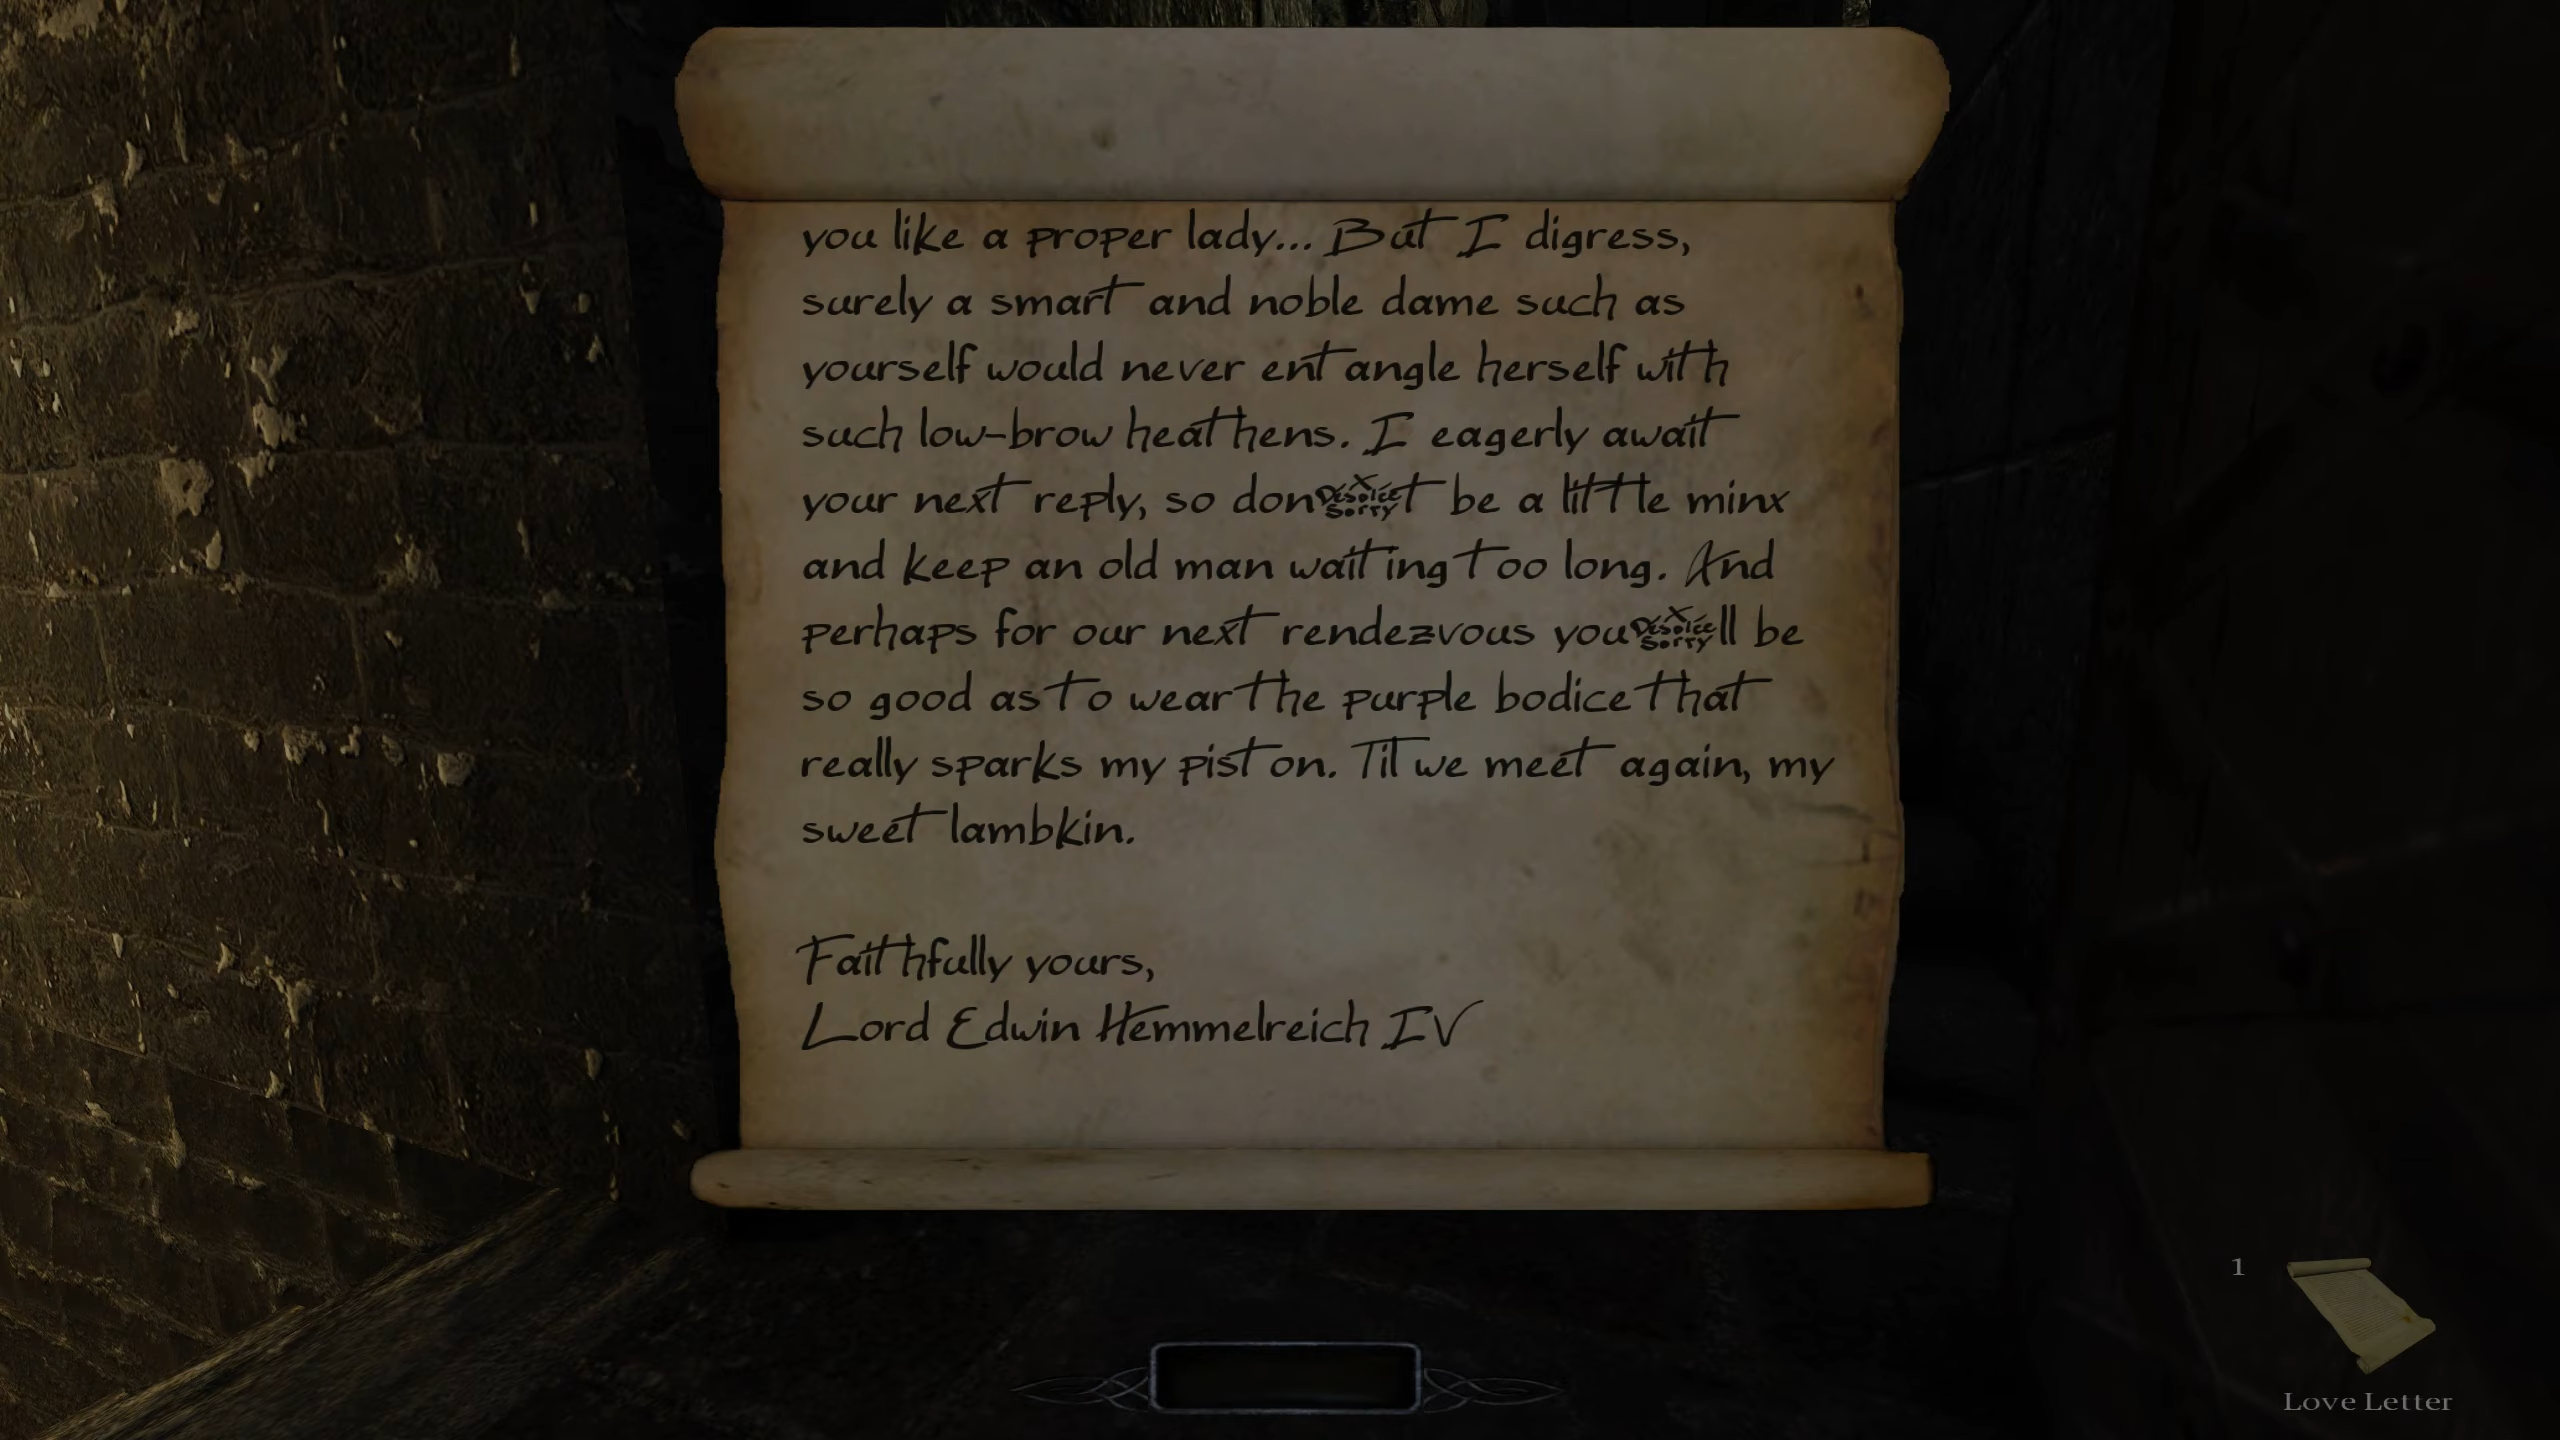 you like a proper lady... But I digress,
surely a smart and noble dame such as
yourself would never entangle herself with
such low-brow heathens. I eagerly await
your next reply, so don Désolée Sorry t be a little minx
and keep an old man waiting too long. And
perhaps for our next rendezvous you Désolée Sorry ll be
so good as to wear the purple bodice that
really sparks my piston. Til we meet again, my
sweet lambkin.
Faithfully yours,
Lord Edwin Hemmelreich IV
1
Love Letter